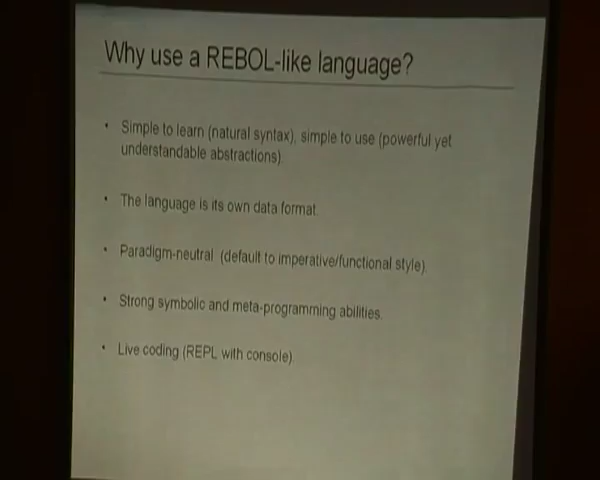 Why use a REBOL-like language?
• Simple to learn (natural syntax), simple to use (powerful yet
understandable abstractions)
• The language is its own data format.
• Paradigm-neutral (default to imperative/functional style).
• Strong symbolic and meta-programming abilities.
• Live coding (REPL with console)